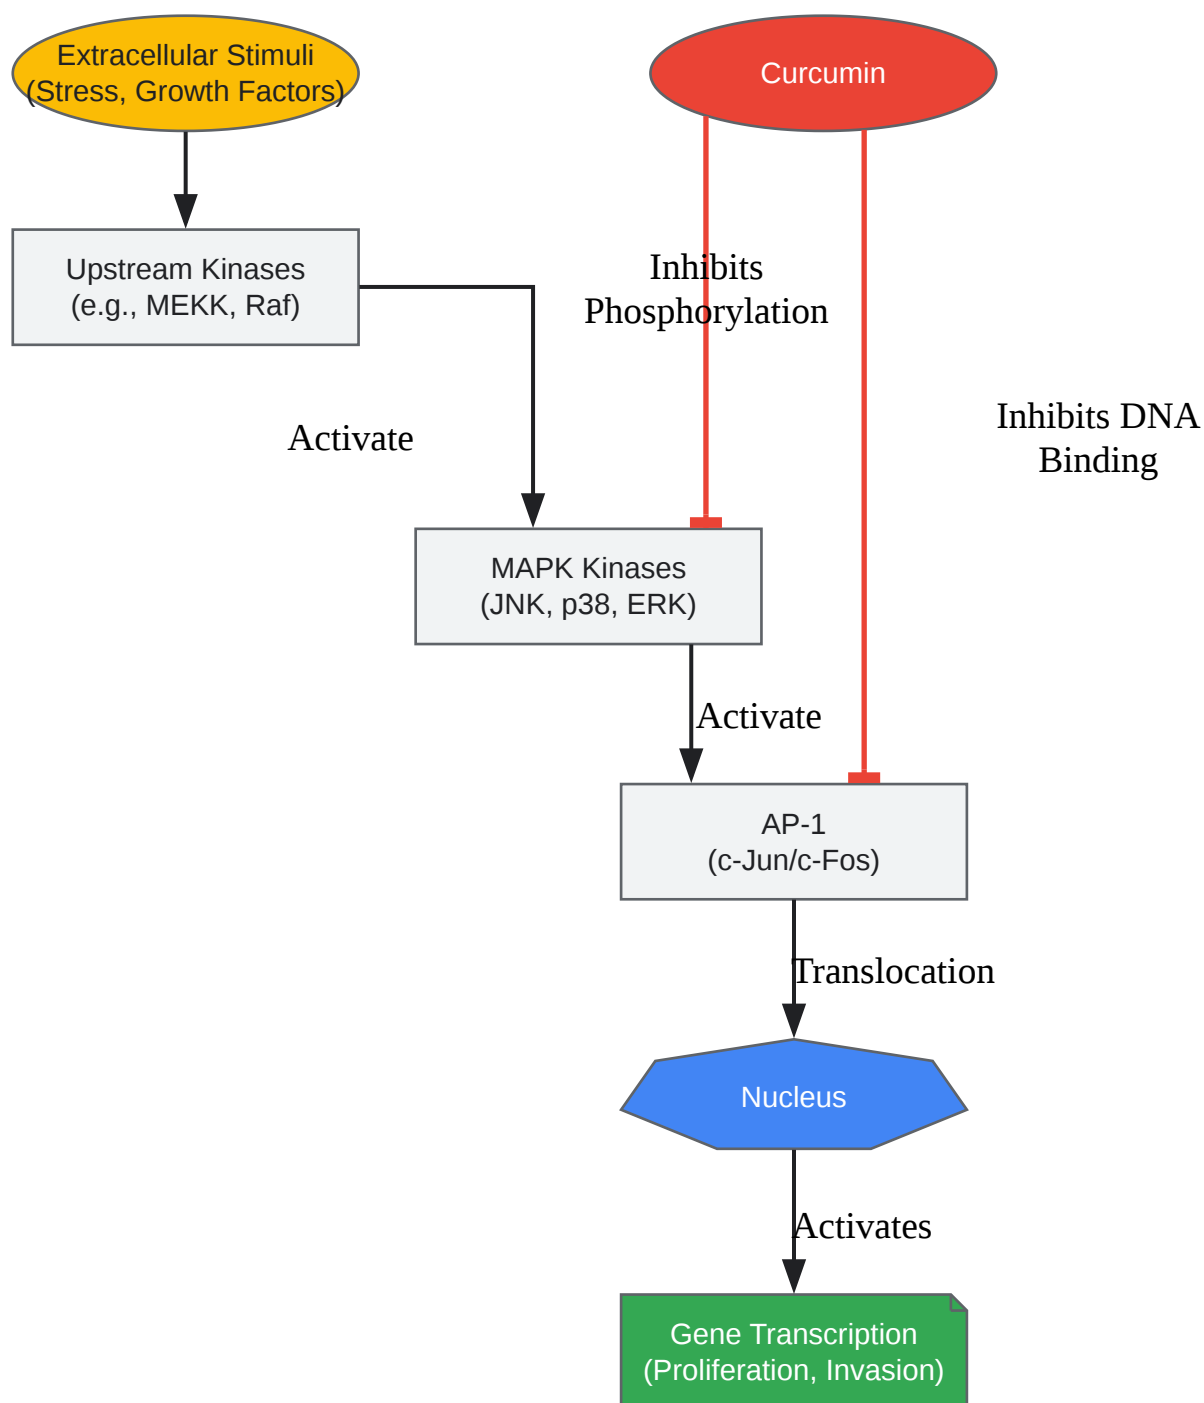 Extracellular Stimuli
(Stress, Growth Factors)
Curcumin
Upstream Kinases
(e.g., MEKK, Raf)
Inhibits
Phosphorylation
Activate
Inhibits DNA
Binding
MAPK Kinases
(JNK, p38, ERK)
Activate
AP-1
(c-Jun/c-Fos)
Translocation
Nucleus
Activates
Gene Transcription
(Proliferation, Invasion)